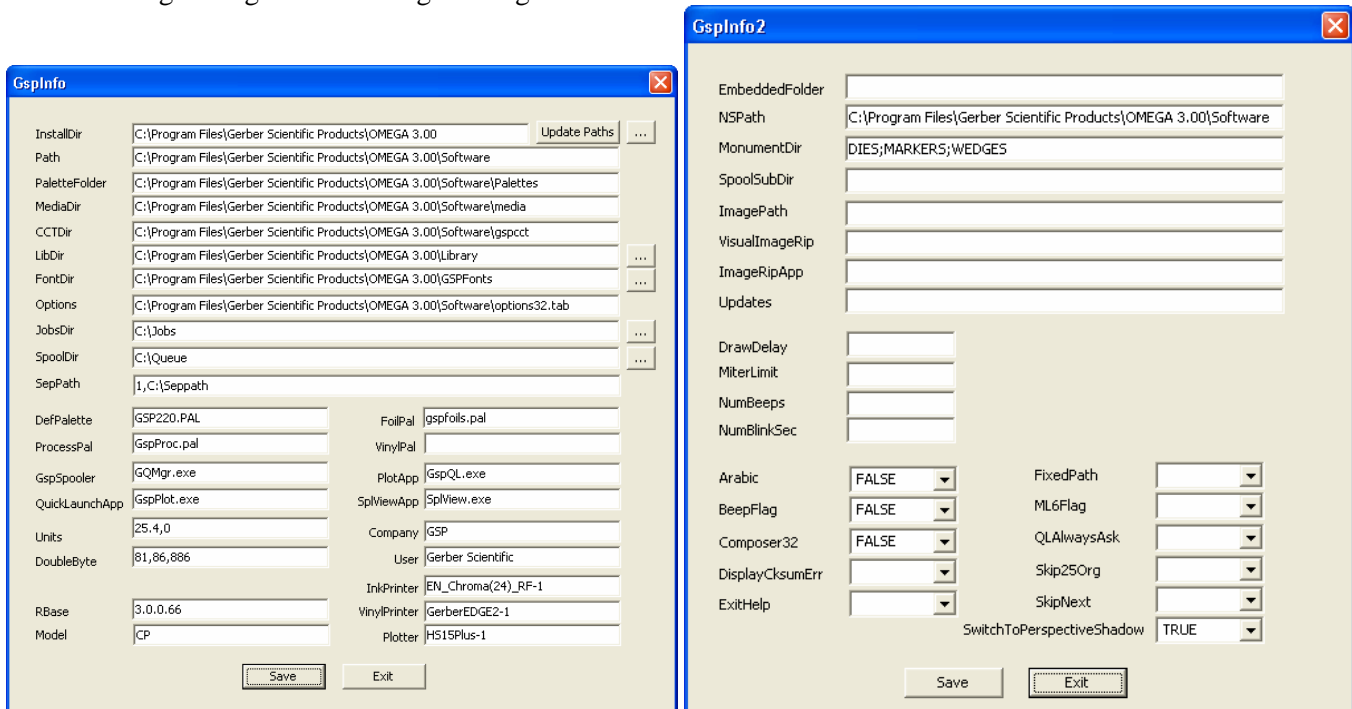 GspInfo
InstallDir C:\Program Files\Gerber Scientific Products\OMEGA 3.00 Update Paths ...
Path C:\Program Files\Gerber Scientific Products\OMEGA 3.00\Software
PaletteFolder C:\Program Files\Gerber Scientific Products\OMEGA 3.00\Software\Palettes
MediaDir C:\Program Files\Gerber Scientific Products\OMEGA 3.00\Software\media
CCTDir C:\Program Files\Gerber Scientific Products\OMEGA 3.00\Software\gspcct
LibDir C:\Program Files\Gerber Scientific Products\OMEGA 3.00\Library ...
FontDir C:\Program Files\Gerber Scientific Products\OMEGA 3.00\GSPFonts ...
Options C:\Program Files\Gerber Scientific Products\OMEGA 3.00\Software\options32.tab
JobsDir C:\Jobs ...
SpoolDir C:\Queue ...
SepPath 1,C:\Seppath
DefPalette GSP220.PAL FoilPal gspfoils.pal
ProcessPal GspProc.pal VinylPal
GspSpooler GQMgr.exe PlotApp GspQL.exe
QuickLaunchApp GspPlot.exe SplViewApp SplView.exe
Units 25.4,0 Company GSP
DoubleByte 81,86,886 User Gerber Scientific
InkPrinter EN_Chroma(24)_RF-1
RBase 3.0.0.66 VinylPrinter GerberEDGE2-1
Model CP Plotter HS15Plus-1
Save Exit
GspInfo2
EmbeddedFolder
NSPath C:\Program Files\Gerber Scientific Products\OMEGA 3.00\Software
MonumentDir DIES;MARKERS;WEDGES
SpoolSubDir
ImagePath
VisualImageRip
ImageRipApp
Updates
DrawDelay
MiterLimit
NumBeeps
NumBlinkSec
Arabic FALSE FixedPath
BeepFlag FALSE ML6Flag
Composer32 FALSE QLAlwaysAsk
DisplayCksumErr Skip25Org
ExitHelp SkipNext
SwitchToPerspectiveShadow TRUE
Save Exit